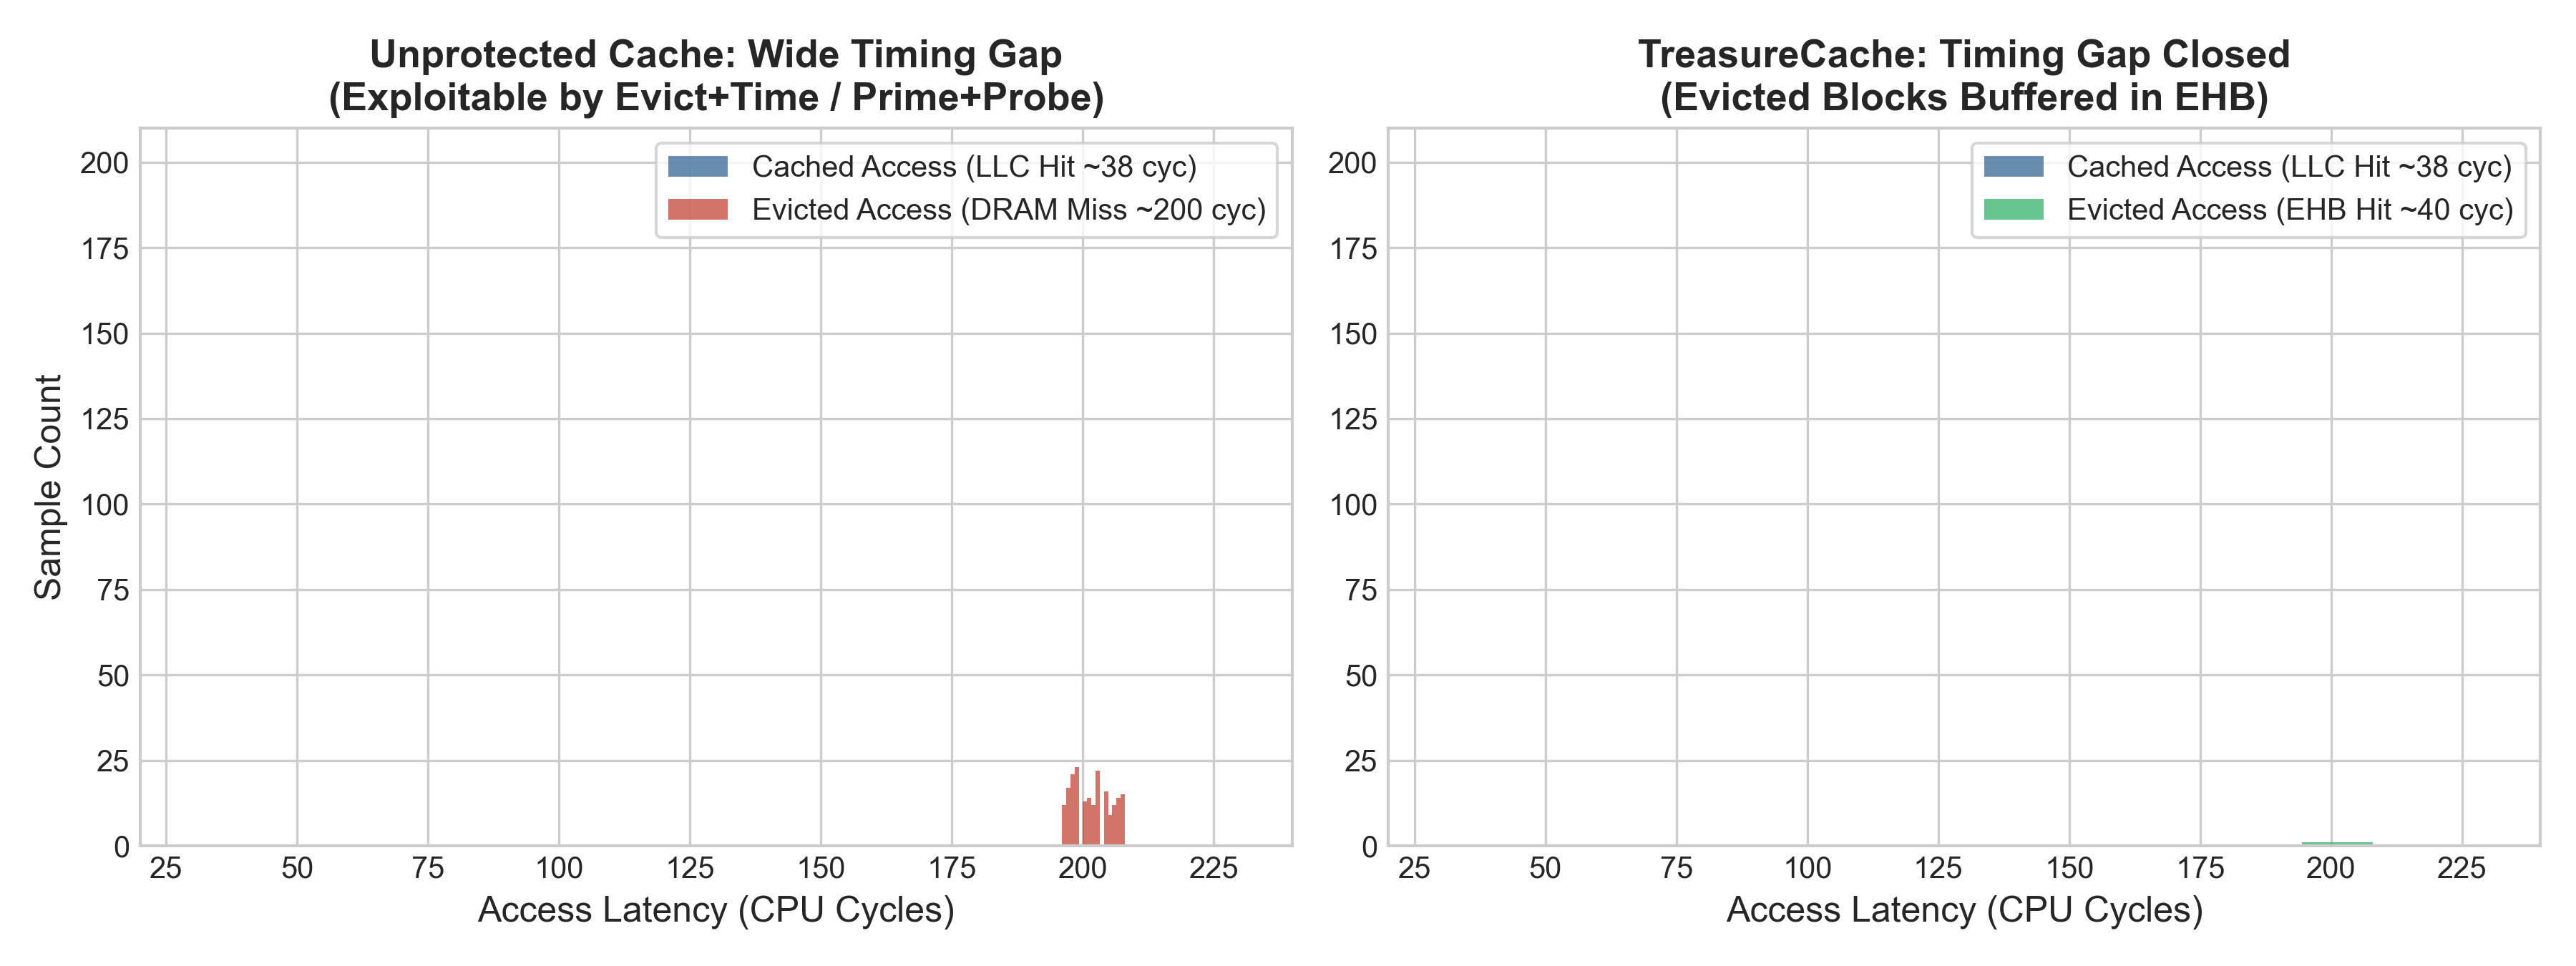 Unprotected Cache: Wide Timing Gap
(Exploitable by Evict+Time / Prime+Probe)
Cached Access (LLC Hit ~38 cyc)
Evicted Access (DRAM Miss ~200 cyc)
200
175
150
125
100
75
50
25
0
Sample Count
25 50 75 100 125 150 175 200 225
Access Latency (CPU Cycles)
TreasureCache: Timing Gap Closed
(Evicted Blocks Buffered in EHB)
Cached Access (LLC Hit ~38 cyc)
Evicted Access (EHB Hit ~40 cyc)
200
175
150
125
100
75
50
25
0
25 50 75 100 125 150 175 200 225
Access Latency (CPU Cycles)